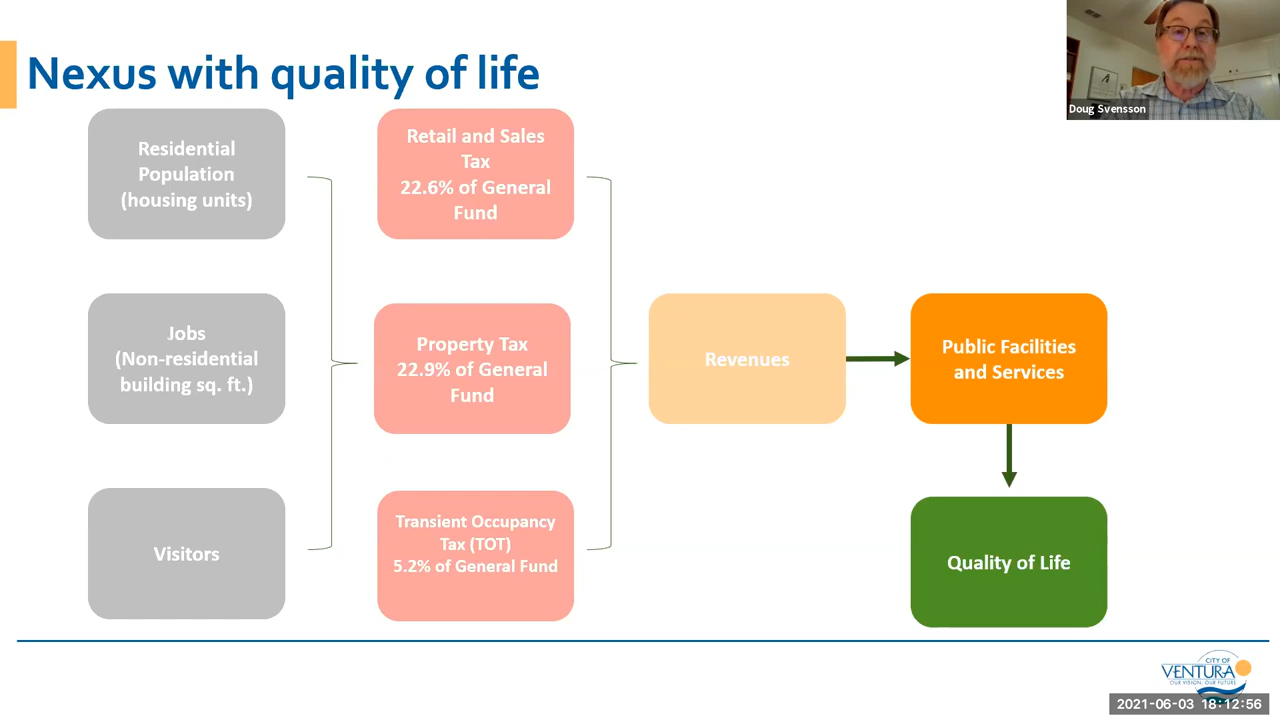 Nexus with quality of life
Doug Svensson
Residential
Population
(housing units)
Retail and Sales
Tax
22.6% of General
Fund
Jobs
(Non-residential
building sq. ft.)
Property Tax
22.9% of General
Fund
Revenues
Public Facilities
and Services
Visitors
Transient Occupancy
Tax (TOT)
5.2% of General Fund
Quality of Life
CITY OF
VENTURA
OUR VISION. OUR FUTURE
2021-06-03 18:12:56